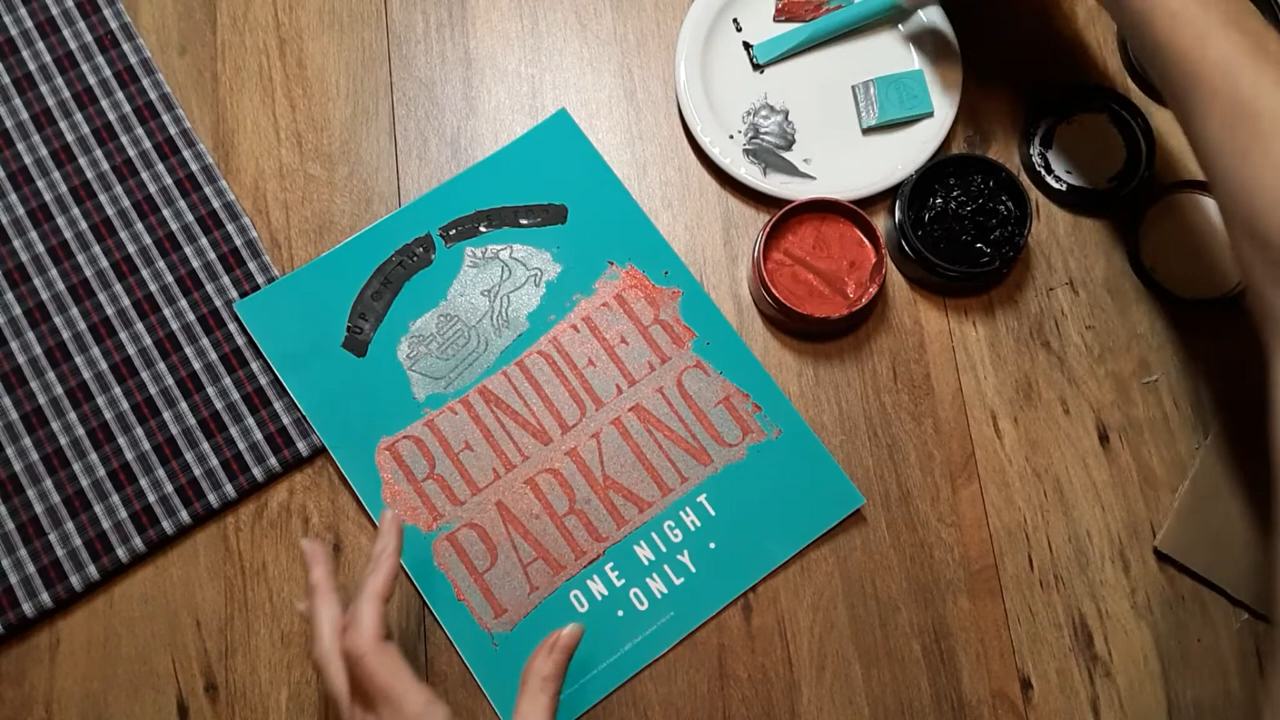 UP ON THE
REINDEER
PARKING
ONE NIGHT
• ONLY •